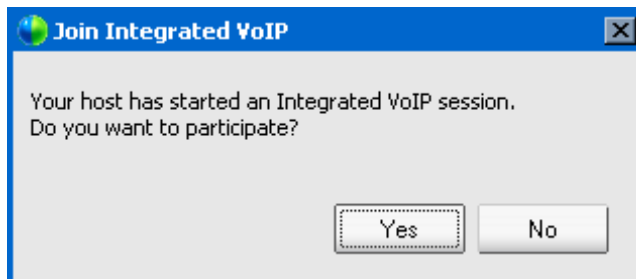 Join Integrated VoIP
Your host has started an Integrated VoIP session.
Do you want to participate?
Yes
No